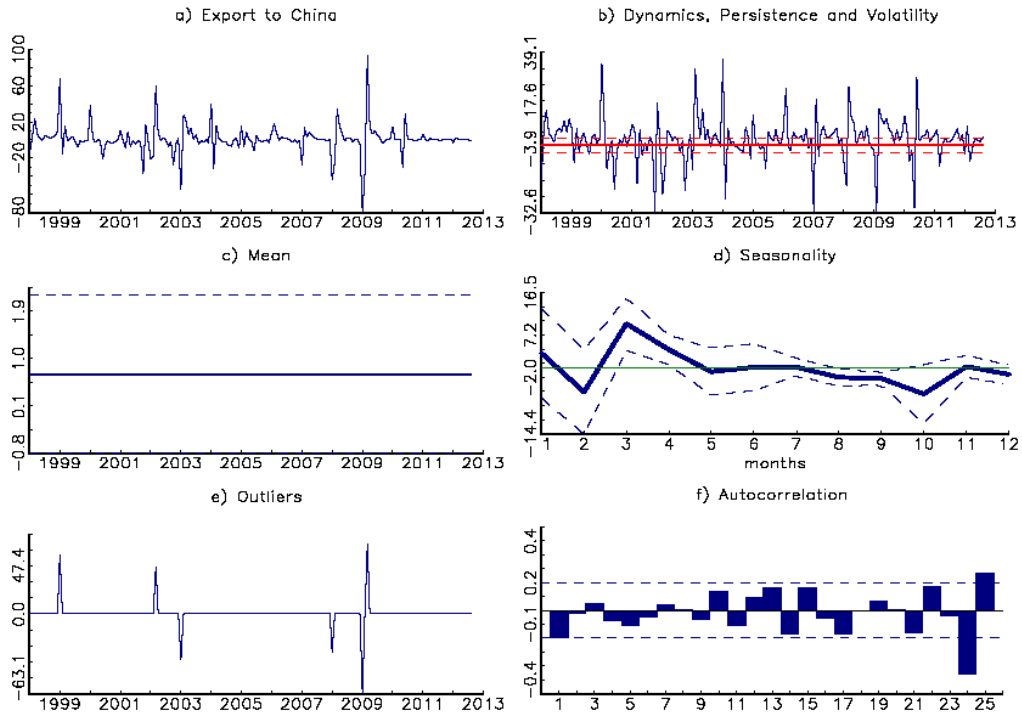 a) Export to China
100
60
20
-20
-80
1999 2001 2003 2005 2007 2009 2011 2013
b) Dynamics, Persistence and Volatility
39.1
17.6
-3.9
-32.6
1999 2001 2003 2005 2007 2009 2011 2013
c) Mean
1.9
1.0
0.1
-0.8
1999 2001 2003 2005 2007 2009 2011 2013
d) Seasonality
16.5
7.2
-2.0
-14.4
1 2 3 4 5 6 7 8 9 10 11 12
months
e) Outliers
47.4
0.0
-63.1
1999 2001 2003 2005 2007 2009 2011 2013
f) Autocorrelation
0.4
0.2
-0.1
-0.4
1 3 5 7 9 11 13 15 17 19 21 23 25